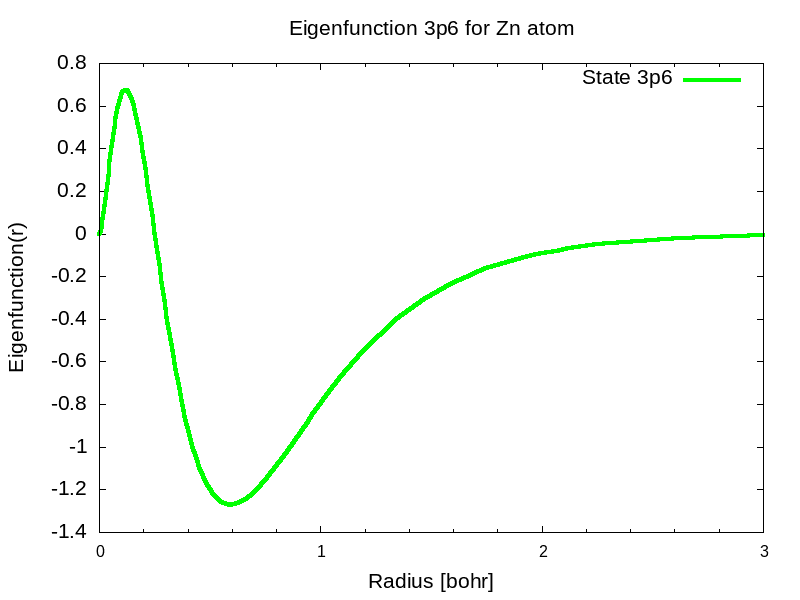 Eigenfunction 3p6 for Zn atom
State 3p6
0.8
0.6
0.4
0.2
0
-0.2
-0.4
-0.6
-0.8
-1
-1.2
-1.4
Eigenfunction(r)
0 1 2 3
Radius [bohr]